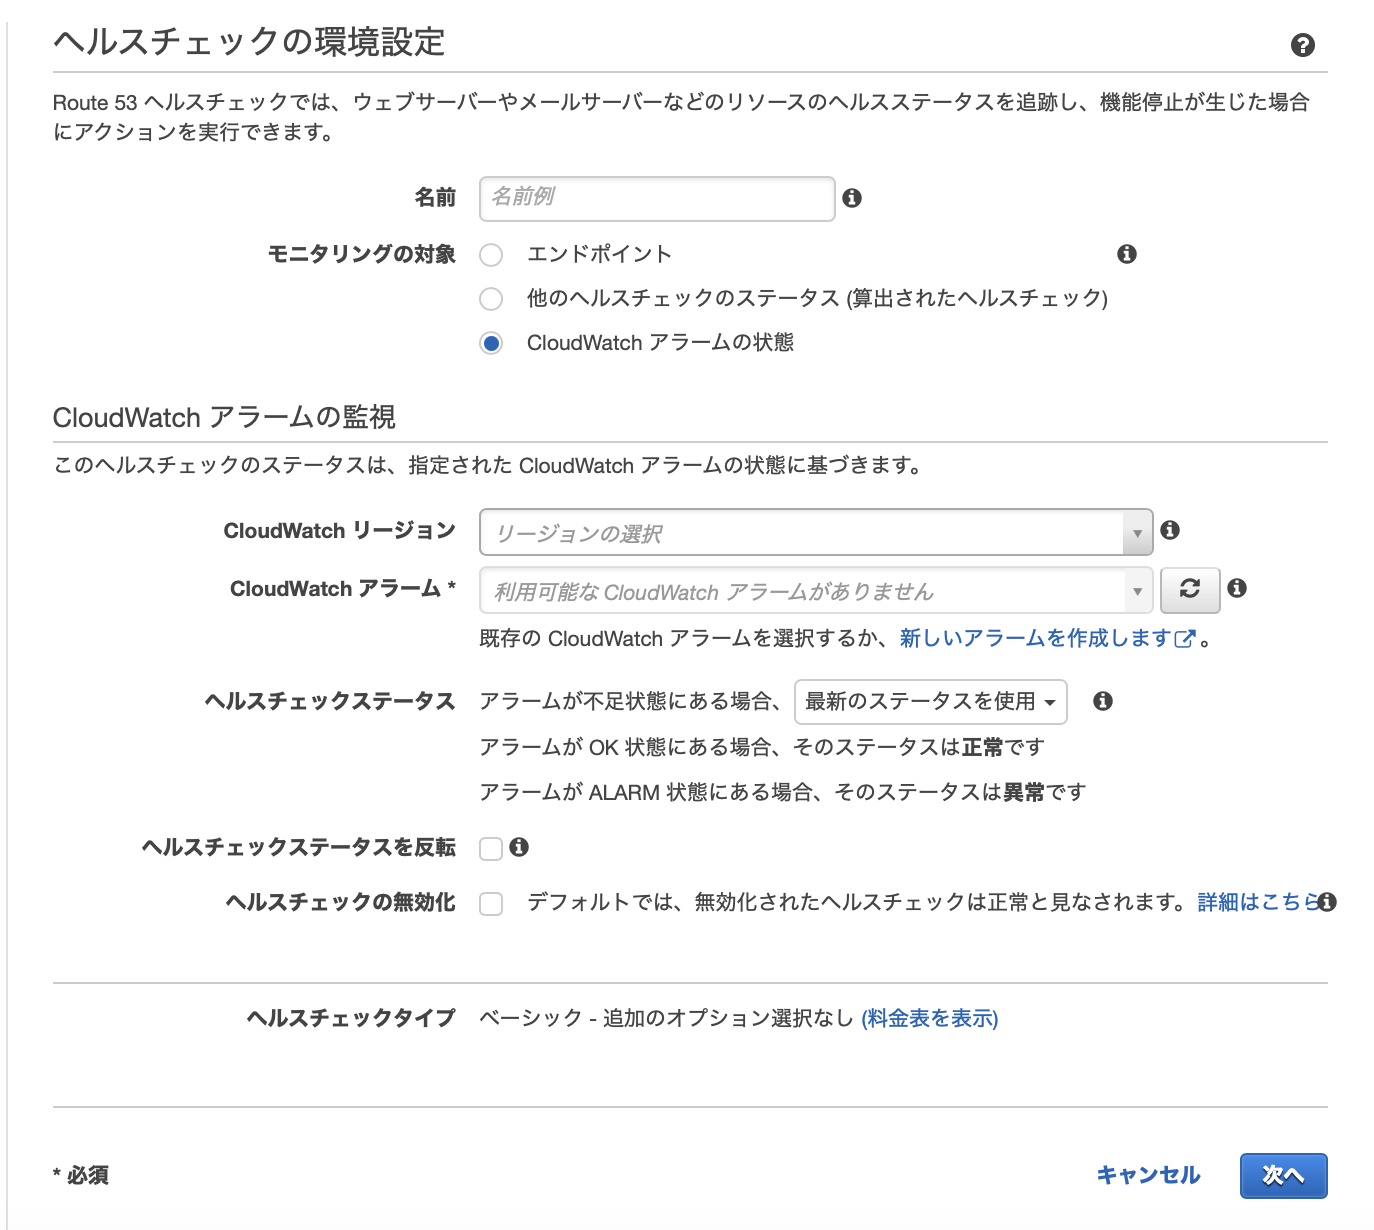 ヘルスチェックの環境設定
Route 53 ヘルスチェックでは、ウェブサーバーやメールサーバーなどのリソースのヘルスステータスを追跡し、機能停止が生じた場合
にアクションを実行できます。
名前 名前例
モニタリングの対象 エンドポイント
他のヘルスチェックのステータス (算出されたヘルスチェック)
CloudWatch アラームの状態
CloudWatch アラームの監視
このヘルスチェックのステータスは、指定された CloudWatch アラームの状態に基づきます。
CloudWatch リージョン リージョンの選択
CloudWatch アラーム * 利用可能な CloudWatch アラームがありません
既存の CloudWatch アラームを選択するか、新しいアラームを作成します。
ヘルスチェックステータス アラームが不足状態にある場合、 最新のステータスを使用
アラームが OK 状態にある場合、そのステータスは正常です
アラームが ALARM 状態にある場合、そのステータスは異常です
ヘルスチェックステータスを反転
ヘルスチェックの無効化 デフォルトでは、無効化されたヘルスチェックは正常と見なされます。詳細はこちら
ヘルスチェックタイプ ベーシック - 追加のオプション選択なし (料金表を表示)
* 必須 キャンセル 次へ